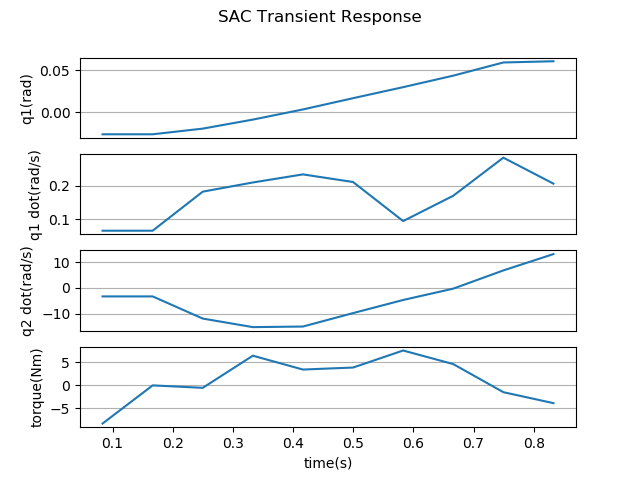 SAC Transient Response
0.05
0.00
q1(rad)
0.2
0.1
q1 dot(rad/s)
10
0
−10
q2 dot(rad/s)
5
0
−5
torque(Nm)
0.1 0.2 0.3 0.4 0.5 0.6 0.7 0.8
time(s)